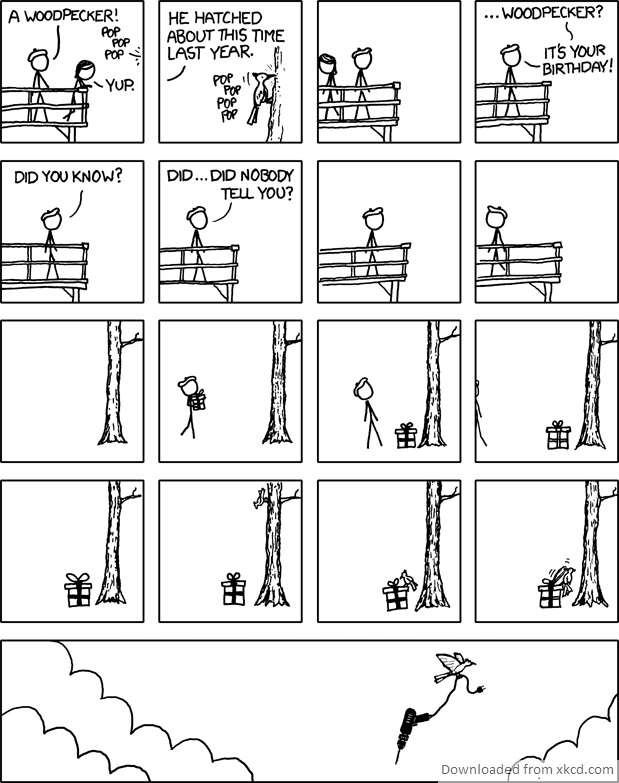 A WOODPECKER!
POP
POP
POP
YUP.
HE HATCHED
ABOUT THIS TIME
LAST YEAR.
POP
POP
POP
POP
...WOODPECKER?
IT'S YOUR
BIRTHDAY!
DID YOU KNOW?
DID...DID NOBODY
TELL YOU?
Downloaded from xkcd.com